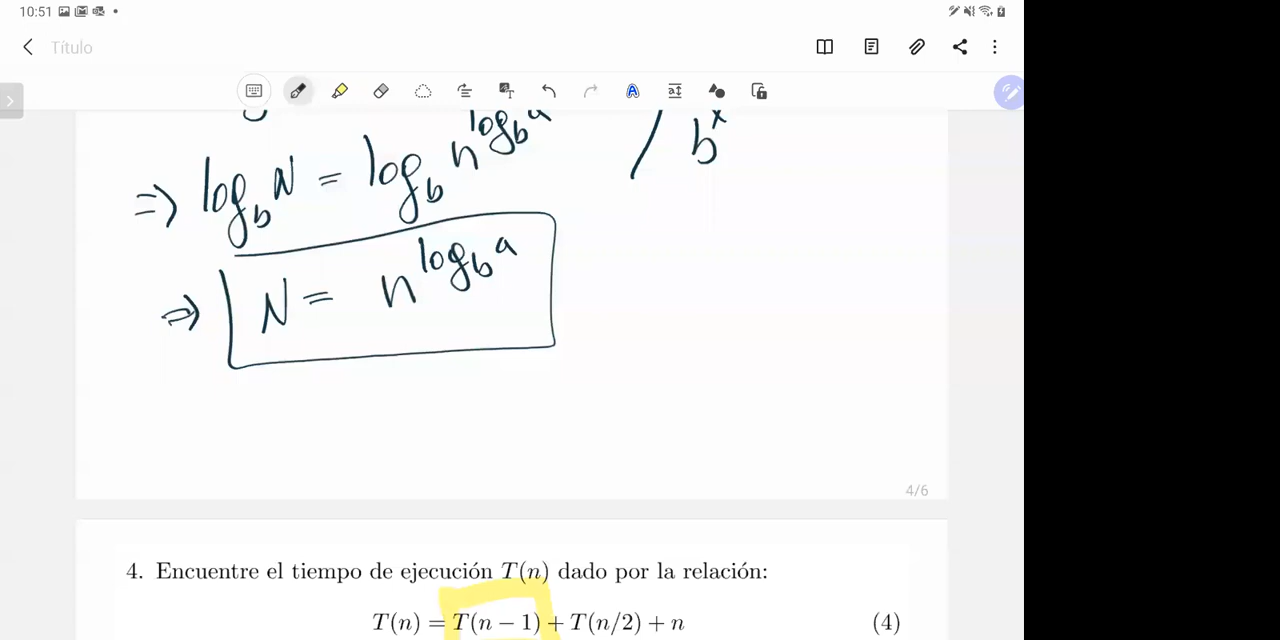 10:51
Título
⇒ log_b N = log_b n^{log_b a} / b^x
⇒ N = n^{log_b a}
4/6
4. Encuentre el tiempo de ejecución T(n) dado por la relación:
T(n) = T(n − 1) + T(n/2) + n (4)